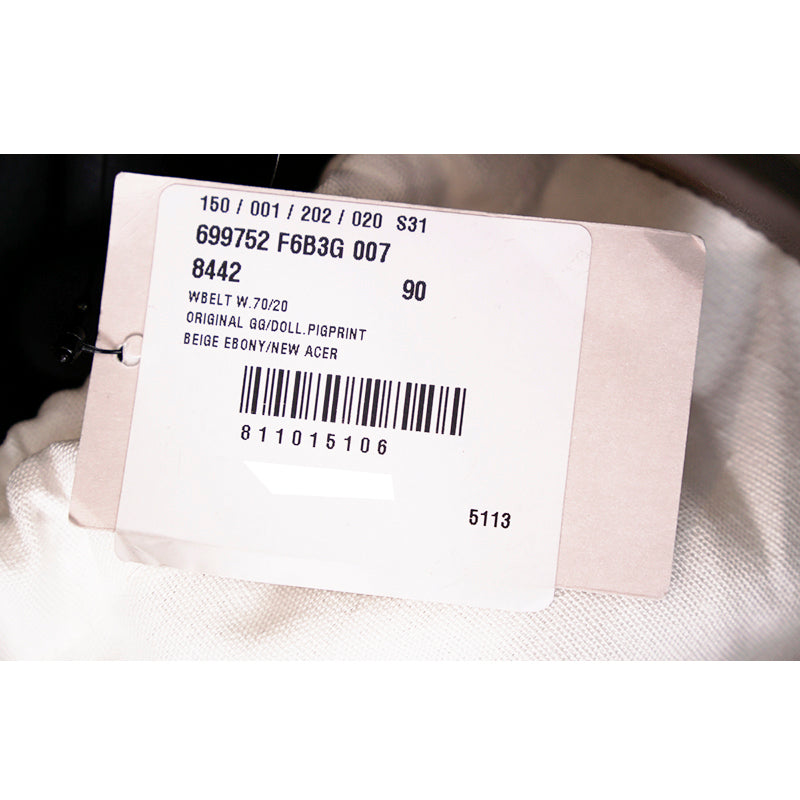 150 / 001 / 202 / 020 S31
699752 F6B3G 007
8442 90
WBELT W.70/20
ORIGINAL GG/DOLL.PIGPRINT
BEIGE EBONY/NEW ACER
811015106
5113